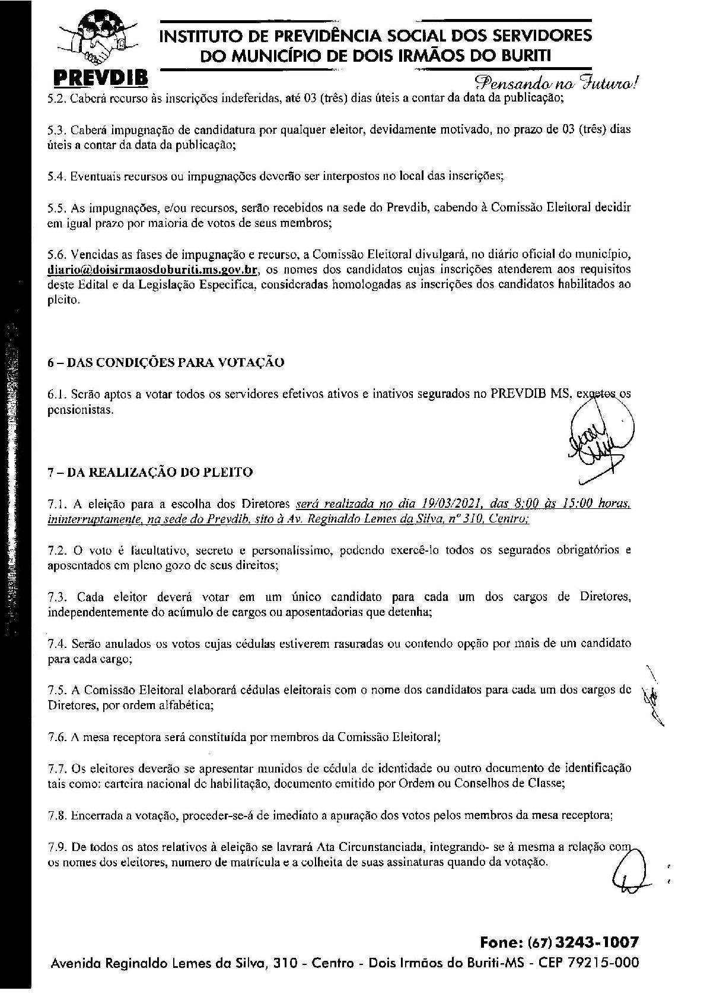 INSTITUTO DE PREVIDÊNCIA SOCIAL DOS SERVIDORES
DO MUNICÍPIO DE DOIS IRMÃOS DO BURITI
PREVDIB
Pensando no Futuro!
5.2. Caberá recurso às inscrições indeferidas, até 03 (três) dias úteis a contar da data da publicação;
5.3. Caberá impugnação de candidatura por qualquer eleitor, devidamente motivado, no prazo de 03 (três) dias
úteis a contar da data da publicação;
5.4. Eventuais recursos ou impugnações deverão ser interpostos no local das inscrições;
5.5. As impugnações, e/ou recursos, serão recebidos na sede do Prevdib, cabendo à Comissão Eleitoral decidir
em igual prazo por maioria de votos de seus membros;
5.6. Vencidas as fases de impugnação e recurso, a Comissão Eleitoral divulgará, no diário oficial do município,
diario@doisirmaosdoburiti.ms.gov.br, os nomes dos candidatos cujas inscrições atenderem aos requisitos
deste Edital e da Legislação Especifica, consideradas homologadas as inscrições dos candidatos habilitados ao
pleito.
6 – DAS CONDIÇÕES PARA VOTAÇÃO
6.1. Serão aptos a votar todos os servidores efetivos ativos e inativos segurados no PREVDIB MS, exetos os
pensionistas.
7 – DA REALIZAÇÃO DO PLEITO
7.1. A eleição para a escolha dos Diretores será realizada no dia 19/03/2021, das 8:00 às 15:00 horas,
ininterruptamente, na sede do Prevdib, sito à Av. Reginaldo Lemes da Silva, nº 310, Centro;
7.2. O voto é facultativo, secreto e personalíssimo, podendo exercê-lo todos os segurados obrigatórios e
aposentados em pleno gozo de seus direitos;
7.3. Cada eleitor deverá votar em um único candidato para cada um dos cargos de Diretores,
independentemente do acúmulo de cargos ou aposentadorias que detenha;
7.4. Serão anulados os votos cujas cédulas estiverem rasuradas ou contendo opção por mais de um candidato
para cada cargo;
7.5. A Comissão Eleitoral elaborará cédulas eleitorais com o nome dos candidatos para cada um dos cargos de
Diretores, por ordem alfabética;
7.6. A mesa receptora será constituída por membros da Comissão Eleitoral;
7.7. Os eleitores deverão se apresentar munidos de cédula de identidade ou outro documento de identificação
tais como: carteira nacional de habilitação, documento emitido por Ordem ou Conselhos de Classe;
7.8. Encerrada a votação, proceder-se-á de imediato a apuração dos votos pelos membros da mesa receptora;
7.9. De todos os atos relativos à eleição se lavrará Ata Circunstanciada, integrando- se à mesma a relação com
os nomes dos eleitores, numero de matrícula e a colheita de suas assinaturas quando da votação.
Fone: (67) 3243-1007
Avenida Reginaldo Lemes da Silva, 310 - Centro - Dois Irmãos do Buriti-MS - CEP 79215-000